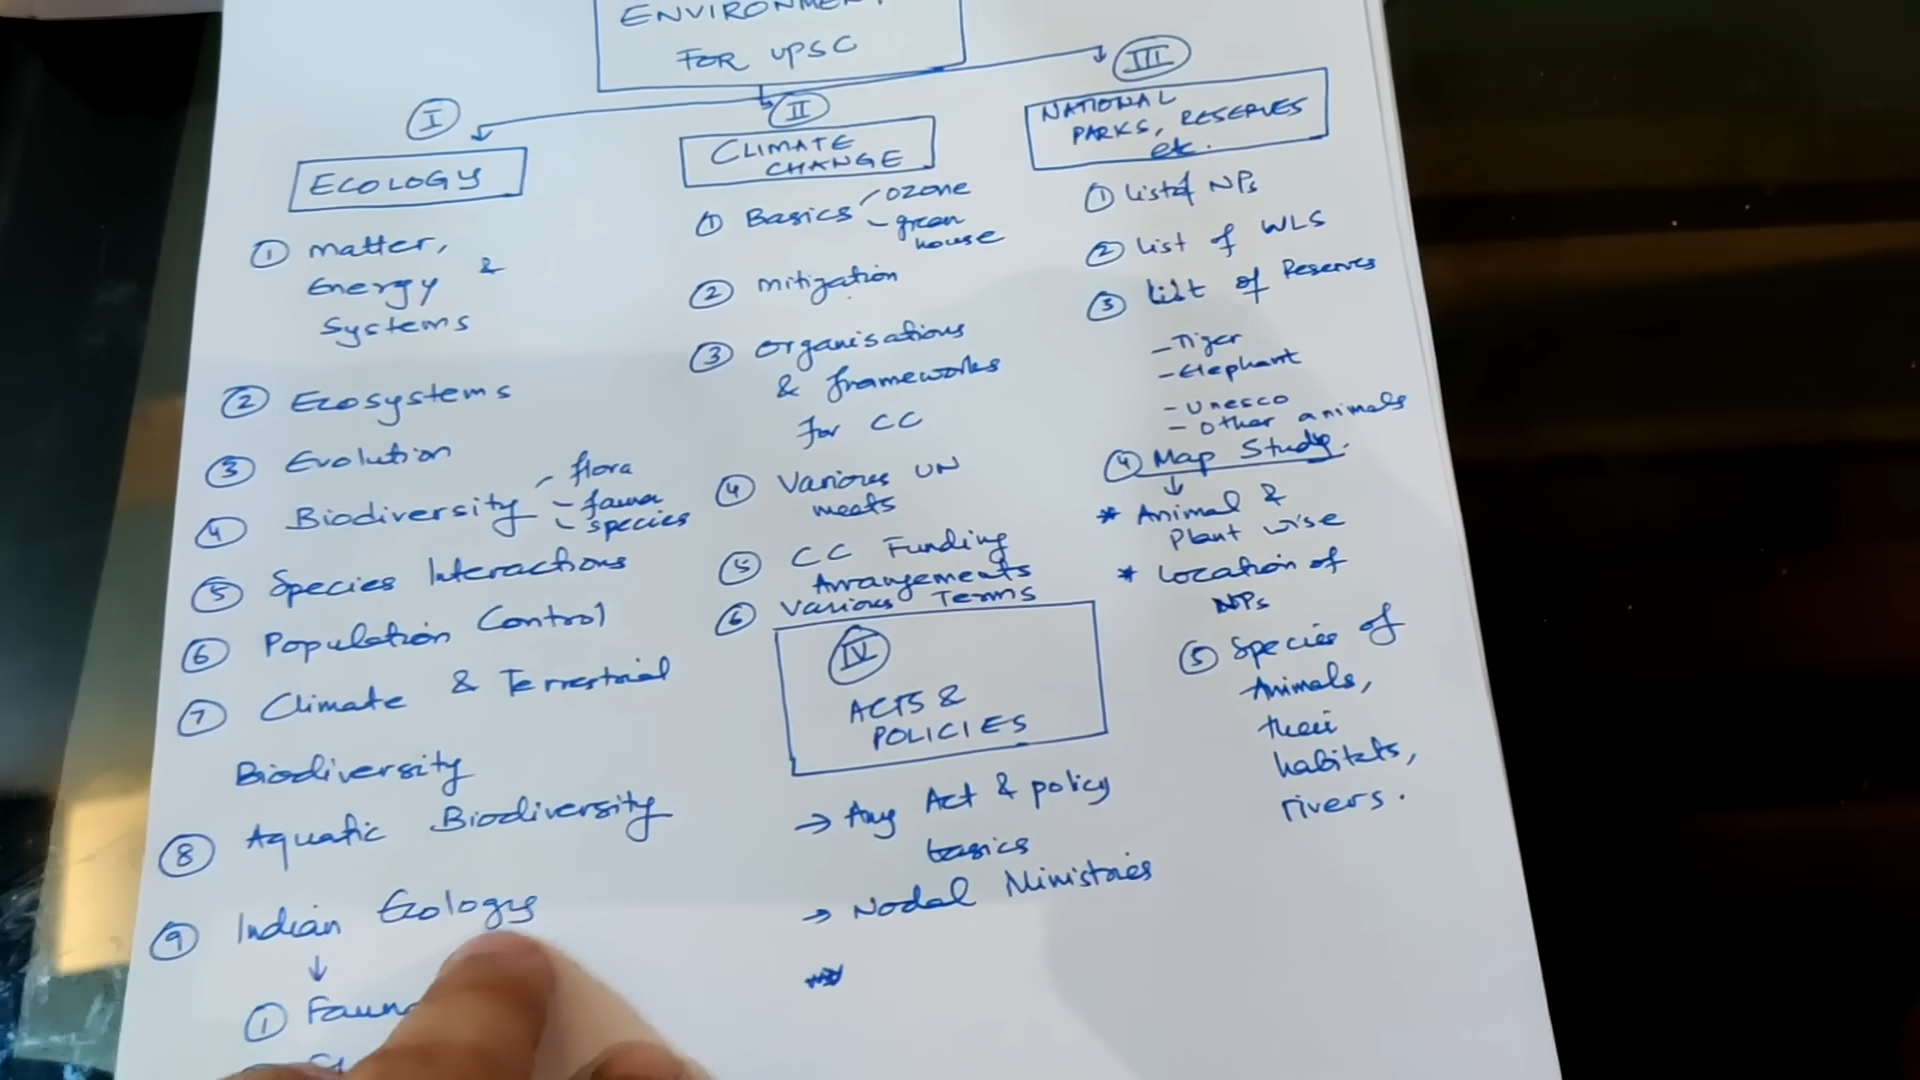 ENVIRONMENT
FOR UPSC
I
ECOLOGY
① matter,
Energy &
Systems
② Ecosystems
③ Evolution
④ Biodiversity - flora
- fauna
- species
⑤ Species Interactions
⑥ Population Control
⑦ Climate & Terrestrial
Biodiversity
⑧ Aquatic Biodiversity
⑨ Indian Ecology
↓
① Fauna
II
CLIMATE
CHANGE
① Basics - ozone
- green
house
② mitigation
③ organisations
& frameworks
for CC
④ Various UN
meets
⑤ CC Funding
Arrangements
⑥ Various Terms
IV
ACTS &
POLICIES
→ Any Act & policy
basics
→ Nodal Ministries
III
NATIONAL
PARKS, RESERVES
etc.
① list of NPs
② list of WLS
③ list of Reserves
- Tiger
- Elephant
- Unesco
- Other animals
④ Map Study.
↓
* Animal &
Plant wise
* Location of
NPs
⑤ Species of
Animals,
their
habitats,
rivers.